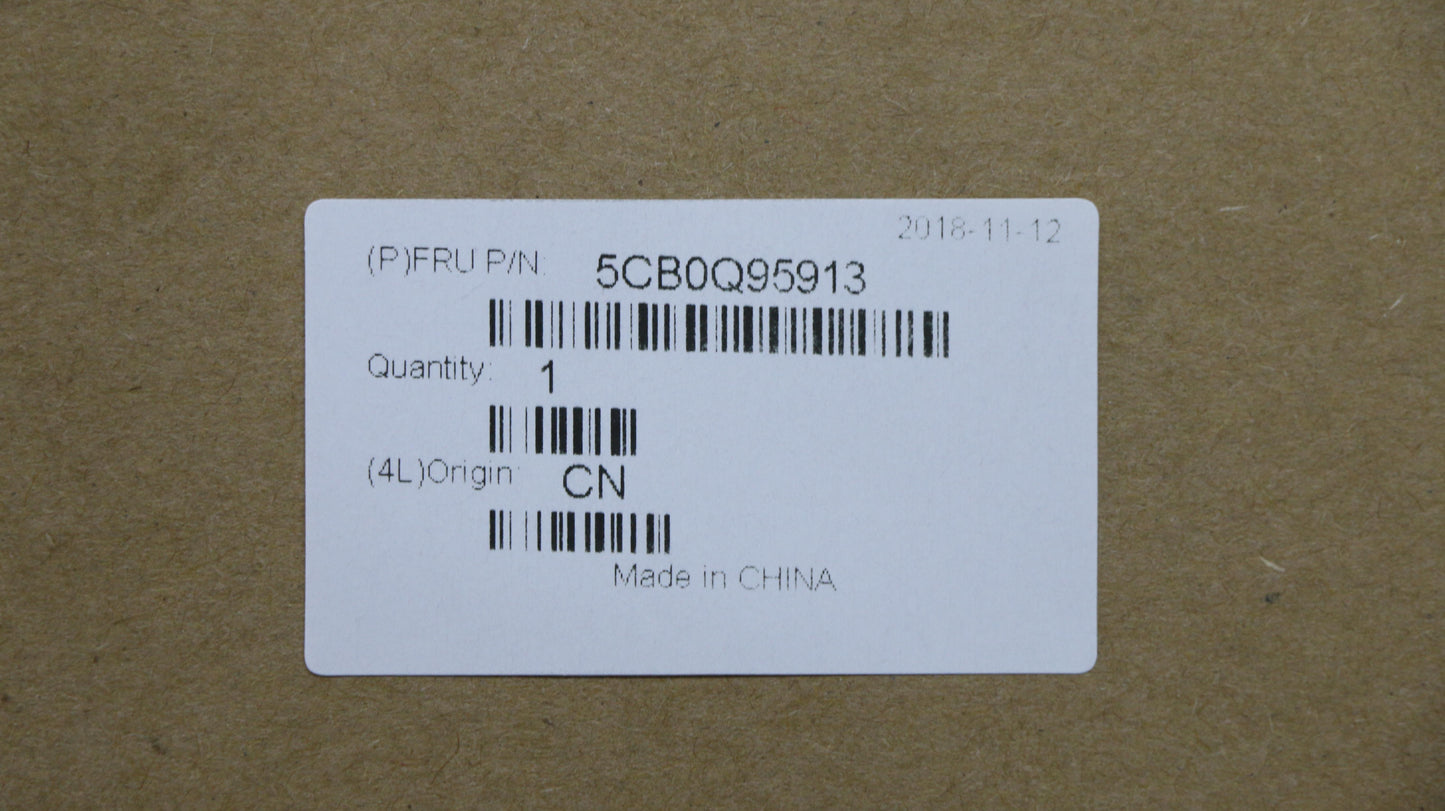 2018-11-12
(P)FRU P/N: 5CB0Q95913
Quantity: 1
(4L)Origin: CN
Made in CHINA